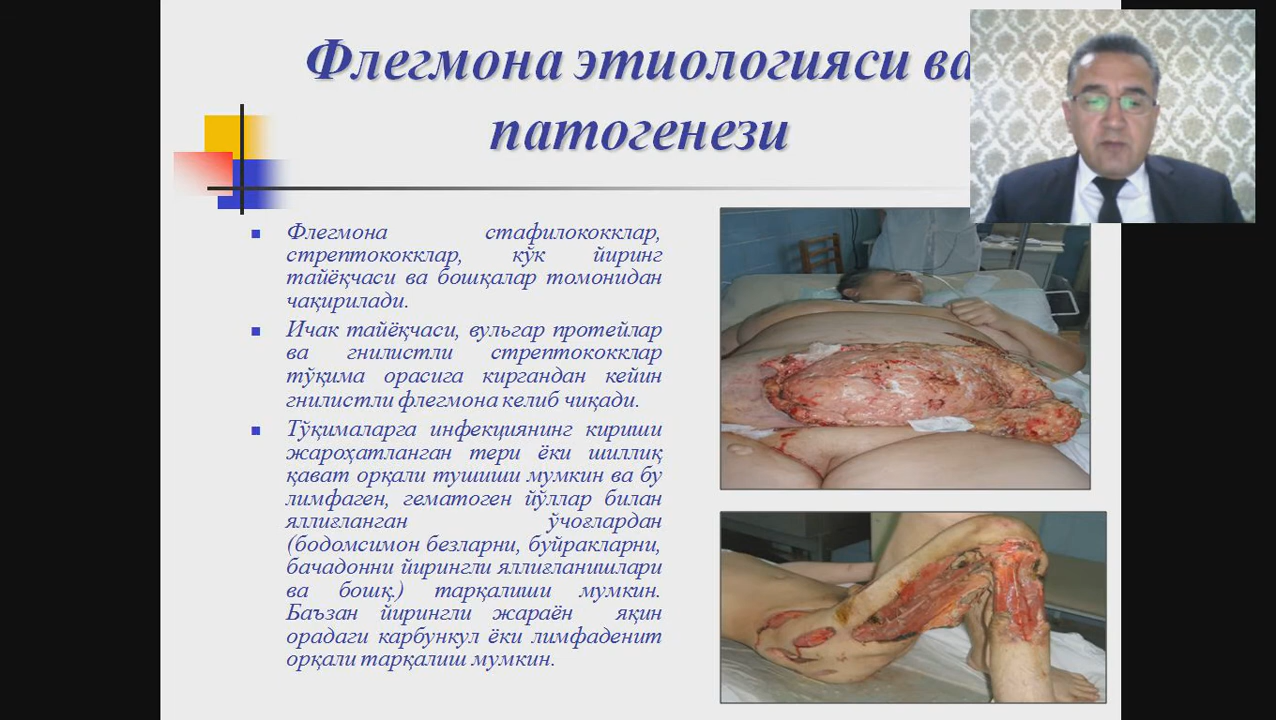 Флегмона этиологияси ва
патогенези
Флегмона стафилококклар,
стрептококклар, кўк йиринг
тайёқчаси ва бошқалар томонидан
чақирилади.
Ичак тайёқчаси, вульгар протейлар
ва гнилистли стрептококклар
тўқима орасига киргандан кейин
гнилистли флегмона келиб чиқади.
Тўқималарга инфекциянинг кириши
жароҳатланган тери ёки шиллиқ
қават орқали тушиши мумкин ва бу
лимфаген, гематоген йўллар билан
яллиғланган ўчоғлардан
(бодомсимон безларни, буйракларни,
бачадонни йирингли яллиғланишлари
ва бошқ.) тарқалиши мумкин.
Баъзан йирингли жараён яқин
орадаги карбункул ёки лимфаденит
орқали тарқалиш мумкин.